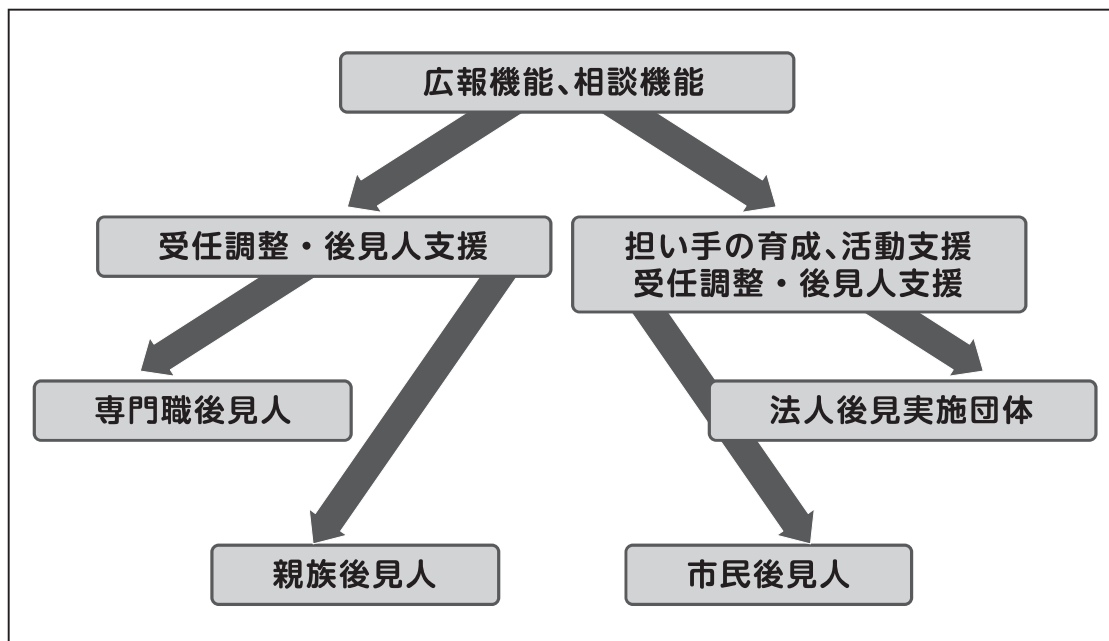 広報機能、相談機能
受任調整・後見人支援
担い手の育成、活動支援
受任調整・後見人支援
専門職後見人
法人後見実施団体
親族後見人
市民後見人